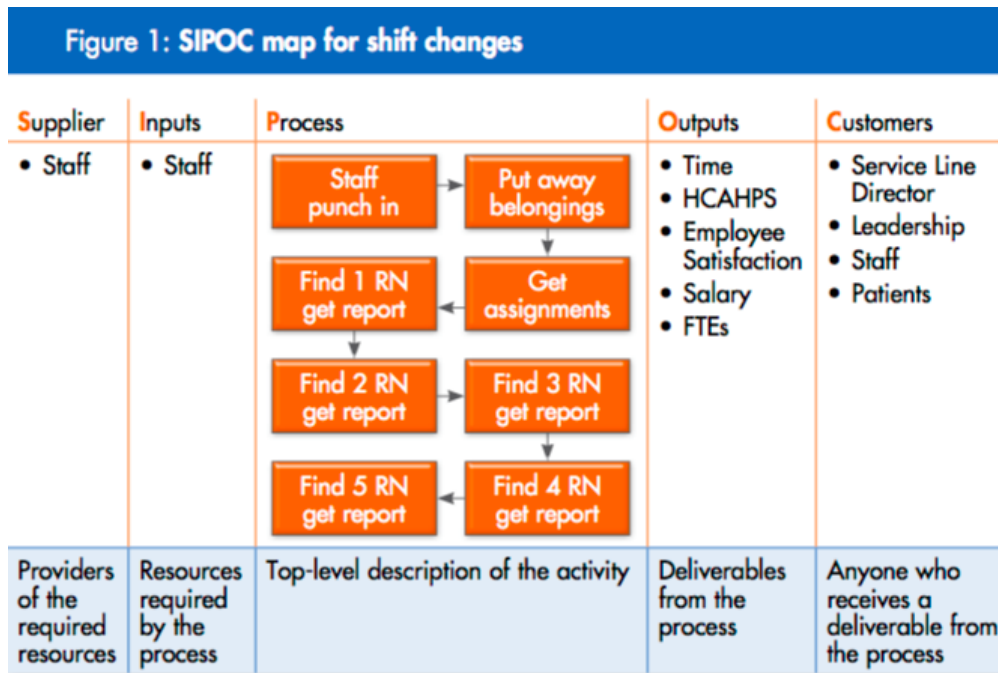 Figure 1: SIPOC map for shift changes
Supplier
• Staff
Inputs
• Staff
Process
Staff
punch in
Put away
belongings
Get
assignments
Find 1 RN
get report
Find 2 RN
get report
Find 3 RN
get report
Find 4 RN
get report
Find 5 RN
get report
Outputs
• Time
• HCAHPS
• Employee
Satisfaction
• Salary
• FTEs
Customers
• Service Line
Director
• Leadership
• Staff
• Patients
Providers
of the
required
resources
Resources
required
by the
process
Top-level description of the activity
Deliverables
from the
process
Anyone who
receives a
deliverable from
the process